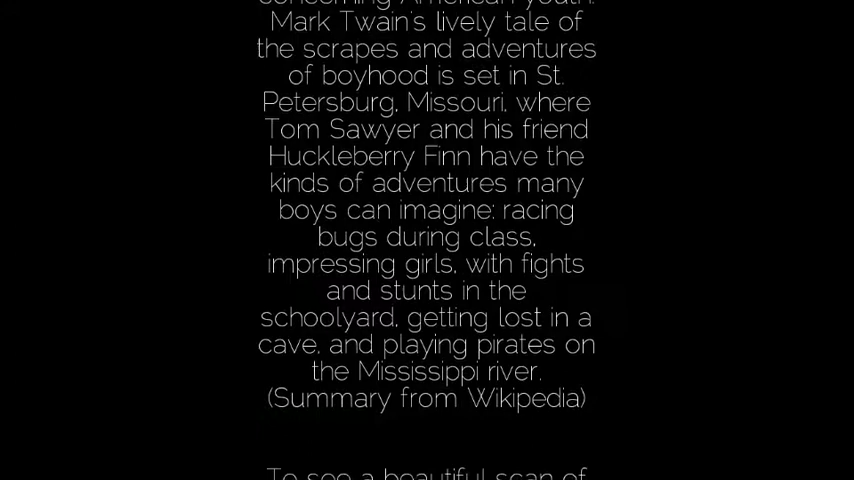 concerning American youth.
Mark Twain's lively tale of
the scrapes and adventures
of boyhood is set in St.
Petersburg, Missouri, where
Tom Sawyer and his friend
Huckleberry Finn have the
kinds of adventures many
boys can imagine: racing
bugs during class,
impressing girls, with fights
and stunts in the
schoolyard, getting lost in a
cave, and playing pirates on
the Mississippi river.
(Summary from Wikipedia)
To see a beautiful scan of